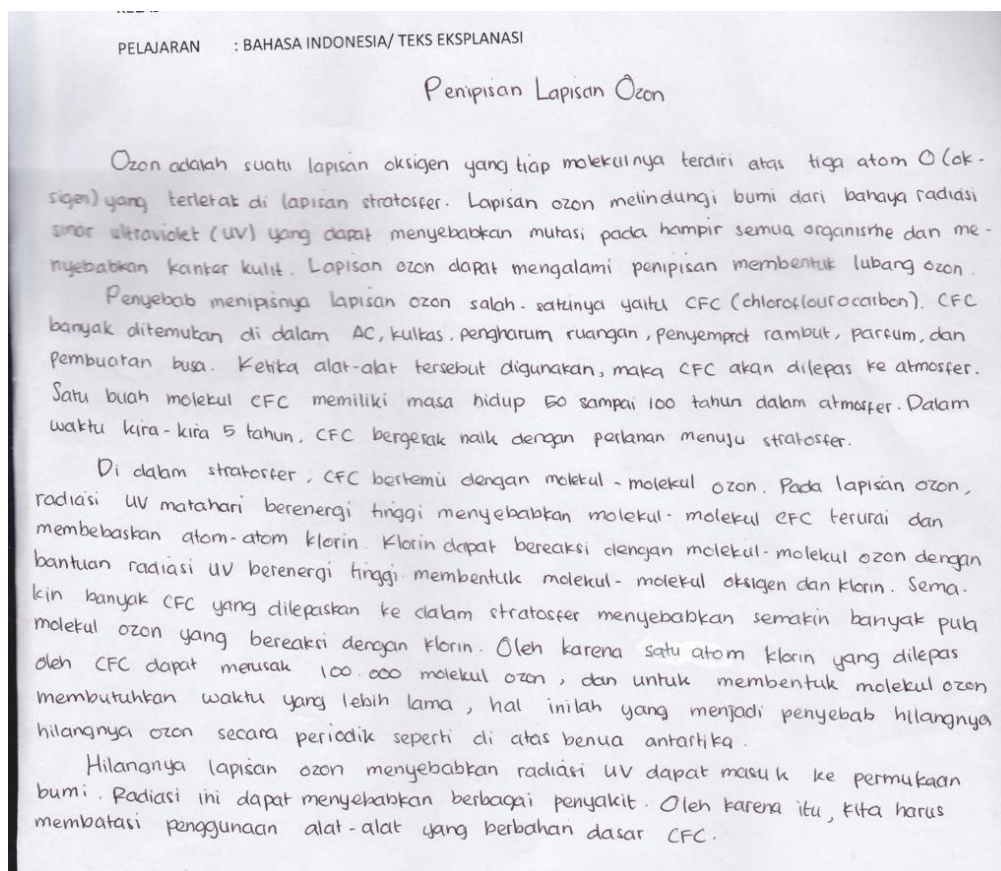 PELAJARAN : BAHASA INDONESIA/ TEKS EKSPLANASI
Penipisan Lapisan Ozon
Ozon adalah suatu lapisan oksigen yang tiap molekulnya terdiri atas tiga atom O (ok-
sigen) yang terletak di lapisan stratosfer. Lapisan ozon melindungi bumi dari bahaya radiasi
sinar ultraviolet (UV) yang dapat menyebabkan mutasi pada hampir semua organisme dan me-
nyebabkan kanker kulit. Lapisan ozon dapat mengalami penipisan membentuk lubang ozon.
Penyebab menipisnya lapisan ozon salah-satunya yaitu CFC (chloroflourocarbon). CFC
banyak ditemukan di dalam AC, kulkas, pengharum ruangan, penyemprot rambut, parfum, dan
pembuatan busa. Ketika alat-alat tersebut digunakan, maka CFC akan dilepas ke atmosfer.
Satu buah molekul CFC memiliki masa hidup 50 sampai 100 tahun dalam atmosfer. Dalam
waktu kira-kira 5 tahun, CFC bergerak naik dengan perlanan menuju stratosfer.
Di dalam stratosfer, CFC bertemu dengan molekul-molekul ozon. Pada lapisan ozon,
radiasi UV matahari berenergi tinggi menyebabkan molekul-molekul CFC terurai dan
membebaskan atom-atom klorin. Klorin dapat bereaksi dengan molekul-molekul ozon dengan
bantuan radiasi UV berenergi tinggi membentuk molekul-molekul oksigen dan klorin. Sema-
kin banyak CFC yang dilepaskan ke dalam stratosfer menyebabkan semakin banyak pula
molekul ozon yang bereaksi dengan klorin. Oleh karena satu atom klorin yang dilepas
oleh CFC dapat merusak 100.000 molekul ozon, dan untuk membentuk molekul ozon
membutuhkan waktu yang lebih lama, hal inilah yang menjadi penyebab hilangnya
hilangnya ozon secara periodik seperti di atas benua antartika.
Hilangnya lapisan ozon menyebabkan radiasi UV dapat masuk ke permukaan
bumi. Radiasi ini dapat menyebabkan berbagai penyakit. Oleh karena itu, kita harus
membatasi penggunaan alat-alat yang berbahan dasar CFC.